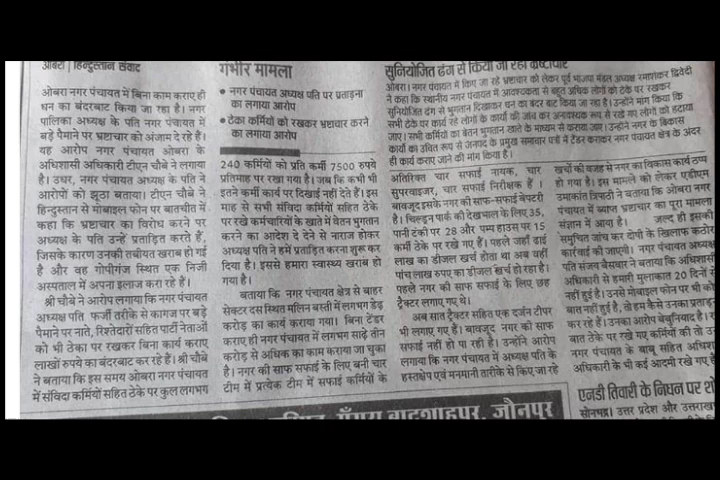 ओबरा | हिन्दुस्तान संवाद
ओबरा नगर पंचायत में बिना काम कराए ही
धन का बंदरबाट किया जा रहा है। नगर
पालिका अध्यक्ष के पति नगर पंचायत में
बड़े पैमाने पर भ्रष्टाचार को अंजाम दे रहे हैं।
यह आरोप नगर पंचायत ओबरा के
अधिशासी अधिकारी टीएन चौबे ने लगाया
है। उधर, नगर पंचायत अध्यक्ष के पति ने
आरोपों को झूठा बताया। टीएन चौबे ने
हिन्दुस्तान से मोबाइल फोन पर बातचीत में
कहा कि भ्रष्टाचार का विरोध करने पर
अध्यक्ष के पति उन्हें प्रताड़ित करते हैं,
जिसके कारण उनकी तबीयत खराब हो गई
है और वह गोपीगंज स्थित एक निजी
अस्पताल में अपना इलाज करा रहे हैं।
श्री चौबे ने आरोप लगाया कि नगर पंचायत
अध्यक्ष पति फर्जी तरीके से कागज पर बड़े
पैमाने पर नाते, रिश्तेदारों सहित पार्टी नेताओं
को भी ठेका पर रखकर बिना कार्य कराए
लाखों रुपये का बंदरबाट कर रहे हैं। श्री चौबे
ने बताया कि इस समय ओबरा नगर पंचायत
में संविदा कर्मियों सहित ठेके पर कुल लगभग
गंभीर मामला
• नगर पंचायत अध्यक्ष पति पर प्रताड़ना
का लगाया आरोप
• ठेका कर्मियों को रखकर भ्रष्टाचार करने
का लगाया आरोप
240 कर्मियों को प्रति कर्मी 7500 रुपये
प्रतिमाह पर रखा गया है। जब कि कभी भी
इतने कर्मी कार्य पर दिखाई नहीं देते हैं। इस
माह से सभी संविदा कर्मियों सहित ठेके
पर रखे कर्मचारियों के खाते में वेतन भुगतान
करने का आदेश दे देने से नाराज होकर
अध्यक्ष पति ने हमें प्रताड़ित करना शुरू कर
दिया है। इससे हमारा स्वास्थ्य खराब हो
गया है।
बताया कि नगर पंचायत क्षेत्र से बाहर
सेक्टर दस स्थित मलिन बस्ती में लगभग डेढ़
करोड़ का कार्य कराया गया। बिना टेंडर
कराए ही नगर पंचायत में लगभग साढ़े तीन
करोड़ से अधिक का काम कराया जा चुका
है। नगर की साफ सफाई के लिए बनी चार
टीम में प्रत्येक टीम में सफाई कर्मियों के
सुनियोजित ढंग से किया जा रहा भ्रष्टाचार
ओबरा। नगर पंचायत में किए जा रहे भ्रष्टाचार को लेकर पूर्व भाजपा मंडल अध्यक्ष रमाशंकर द्विवेदी
ने कहा कि स्थानीय नगर पंचायत में आवश्यकता से बहुत अधिक लोगों को ठेके पर रखकर
सुनियोजित ढंग से भुगतान दिखाकर धन का बंदर बाट किया जा रहा है। उन्होंने मांग किया कि
सभी ठेके पर कार्य रहे लोगों के कार्यों की जांच कर अनावश्यक रूप से रखे गए लोगों को हटाया
जाए। सभी कर्मियों का वेतन भुगतान खाते के माध्यम से कराया जाए। उन्होंने नगर के विकास
कार्यों का उचित रूप से जनपद के प्रमुख समाचार पत्रों में टेंडर कराकर नगर पंचायत क्षेत्र के अंदर
ही कार्य कराए जाने की मांग किया है।
अतिरिक्त चार सफाई नायक, चार
सुपरवाइजर, चार सफाई निरीक्षक हैं ।
बावजूद इसके नगर की साफ-सफाई बेपटरी
है। चिल्ड्रन पार्क की देखभाल के लिए 35,
पानी टंकी पर 28 और पम्प हाउस पर 15
कर्मी ठेके पर रखे गए हैं। पहले जहाँ ढाई
लाख का डीजल खर्च होता था अब वहीं
पांच लाख रुपए का डीजल खर्च हो रहा है।
पहले नगर की साफ सफाई के लिए छह
ट्रैक्टर लगाए गए थे।
अब सात ट्रैक्टर सहित एक दर्जन टीपर
भी लगाए गए हैं। बावजूद नगर की साफ
सफाई नहीं हो पा रही है। उन्होंने आरोप
लगाया कि नगर पंचायत में अध्यक्ष पति के
हस्तक्षेप एवं मनमानी तरीके से किए जा रहे
खर्चों की वजह से नगर का विकास कार्य ठप्प
हो गया है। इस मामले को लेकर एडीएम
उमाकांत त्रिपाठी ने बताया कि ओबरा नगर
पंचायत में व्याप्त भ्रष्टाचार का पूरा मामला
संज्ञान में आया है। जल्द ही इसकी
समुचित जांच कर दोषी के खिलाफ कठोर
कार्रवाई की जाएगी। नगर पंचायत अध्यक्ष
पति संजय बैसवार ने बताया कि अधिशासी
अधिकारी से हमारी मुलाकात 20 दिनों से
नहीं हुई है। उनसे मोबाइल फोन पर भी कोई
बात नहीं हुई है, तो हम कैसे उनका
कर रहे हैं। उनका आरोप बेबुनियाद है।
बात ठेके पर रखे गए कर्मियों की तो
नगर पंचायत के बाबू सहित
अधिकारी के भी कई आदमी रखे गए हैं
एनडी तिवारी के निधन पर
सोनभद्र। उत्तर प्रदेश और
बादशाहपुर, जौनपुर